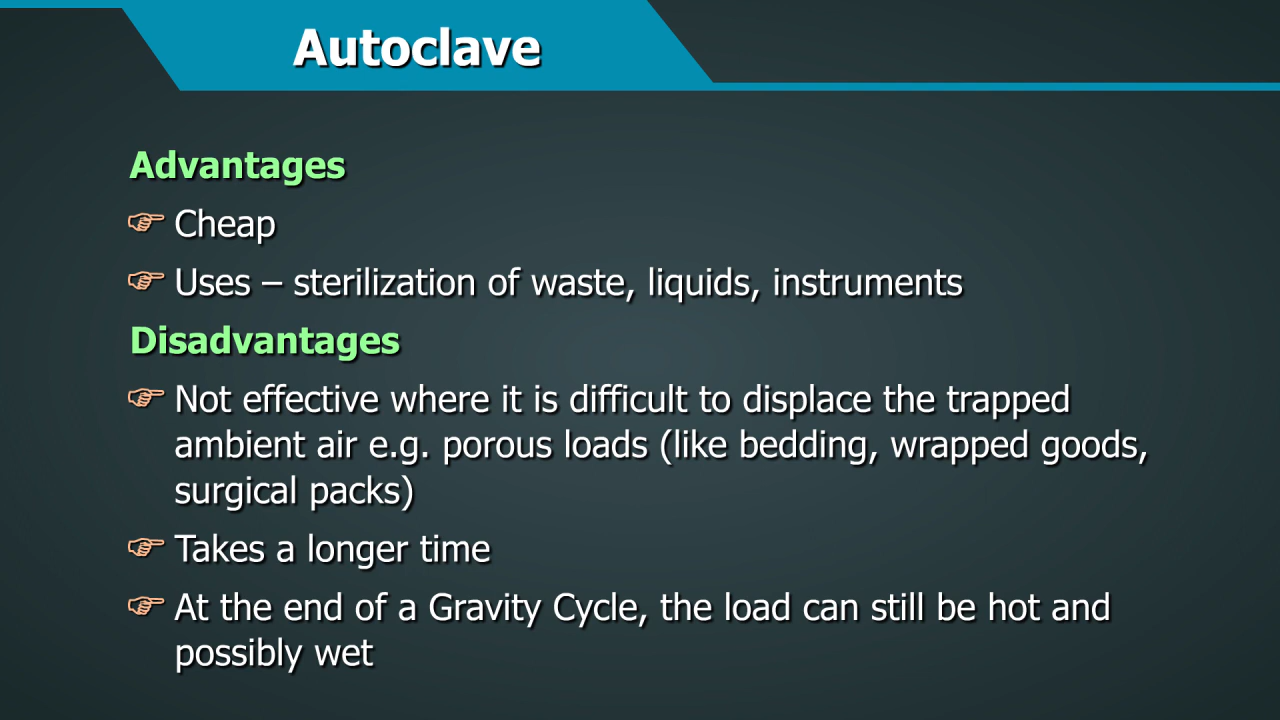 Autoclave
Advantages
☞ Cheap
☞ Uses – sterilization of waste, liquids, instruments
Disadvantages
☞ Not effective where it is difficult to displace the trapped
ambient air e.g. porous loads (like bedding, wrapped goods,
surgical packs)
☞ Takes a longer time
☞ At the end of a Gravity Cycle, the load can still be hot and
possibly wet